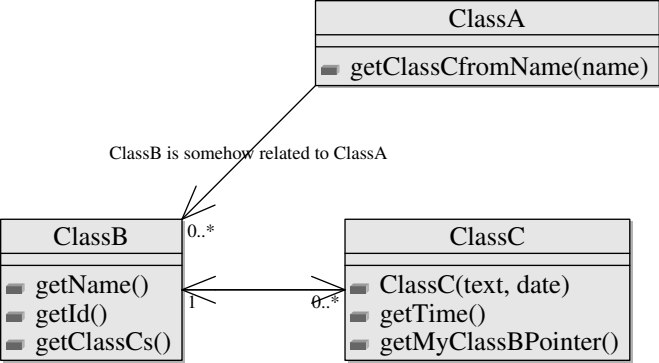 ClassA
getClassCfromName(name)
ClassB is somehow related to ClassA
0..*
ClassB
getName()
getId()
getClassCs()
1
0..*
ClassC
ClassC(text, date)
getTime()
getMyClassBPointer()